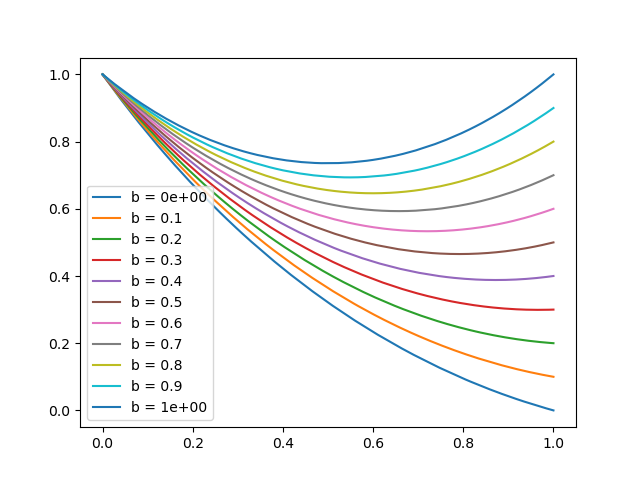 1.0
0.8
0.6
0.4
0.2
0.0
b = 0e+00
b = 0.1
b = 0.2
b = 0.3
b = 0.4
b = 0.5
b = 0.6
b = 0.7
b = 0.8
b = 0.9
b = 1e+00
0.0 0.2 0.4 0.6 0.8 1.0